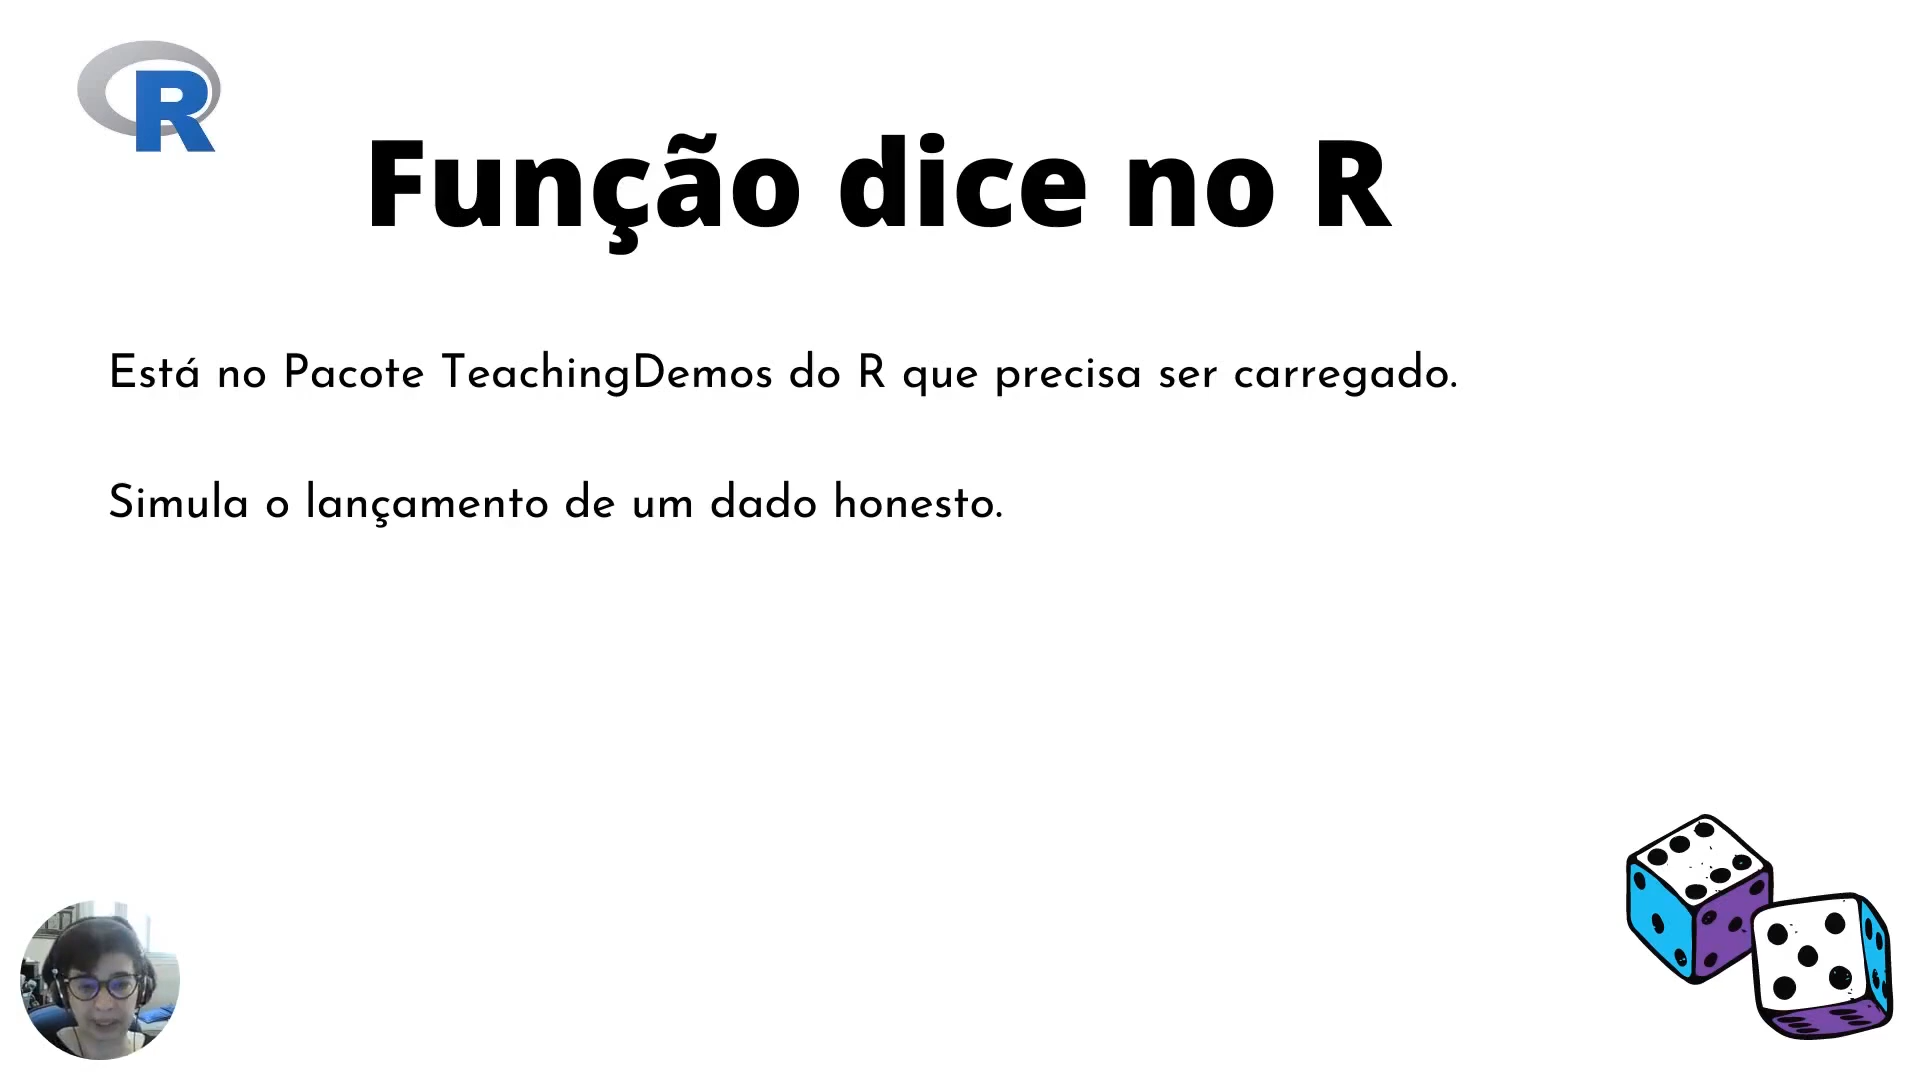 R
Função dice no R
Está no Pacote TeachingDemos do R que precisa ser carregado.
Simula o lançamento de um dado honesto.